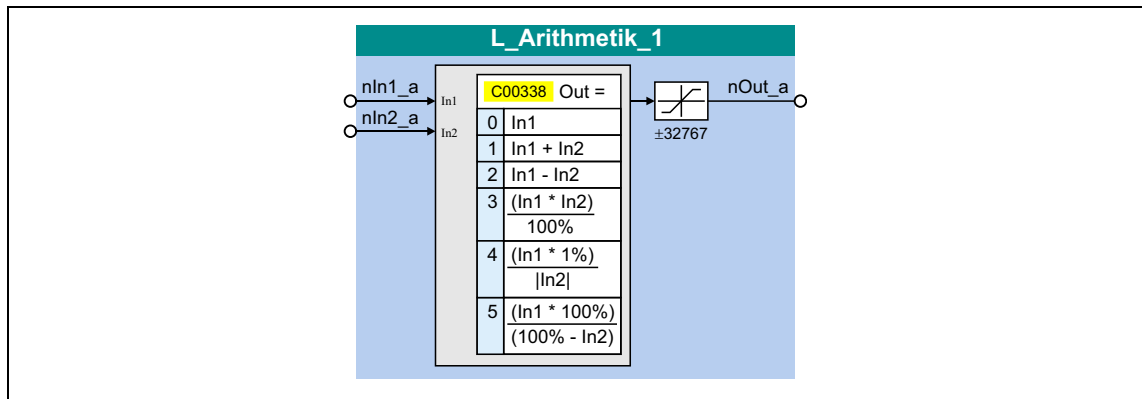 L_Arithmetik_1
nIn1_a
nIn2_a
In1
In2
C00338 Out =
0 In1
1 In1 + In2
2 In1 - In2
3 (In1 * In2)
100%
4 (In1 * 1%)
|In2|
5 (In1 * 100%)
(100% - In2)
±32767
nOut_a